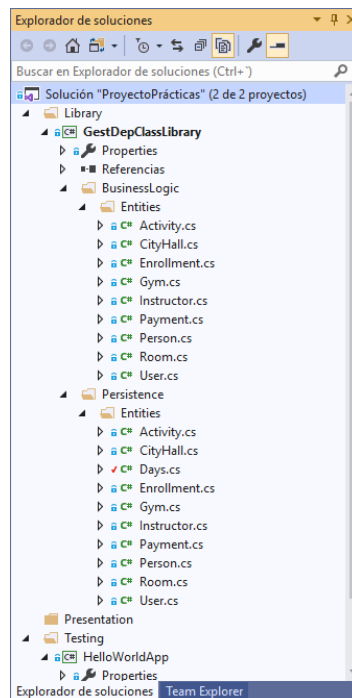 Explorador de soluciones
Buscar en Explorador de soluciones (Ctrl+`)
Solución "ProyectoPrácticas" (2 de 2 proyectos)
Library
C# GestDepClassLibrary
Properties
Referencias
BusinessLogic
Entities
C# Activity.cs
C# CityHall.cs
C# Enrollment.cs
C# Gym.cs
C# Instructor.cs
C# Payment.cs
C# Person.cs
C# Room.cs
C# User.cs
Persistence
Entities
C# Activity.cs
C# CityHall.cs
C# Days.cs
C# Enrollment.cs
C# Gym.cs
C# Instructor.cs
C# Payment.cs
C# Person.cs
C# Room.cs
C# User.cs
Presentation
Testing
C# HelloWorldApp
Properties
Explorador de soluciones Team Explorer